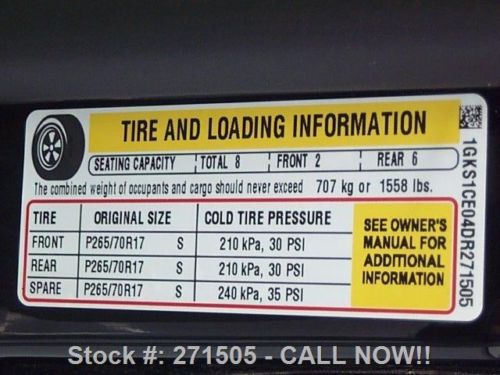 TIRE AND LOADING INFORMATION
SEATING CAPACITY TOTAL 8 FRONT 2 REAR 6
The combined weight of occupants and cargo should never exceed 707 kg or 1558 lbs.
TIRE ORIGINAL SIZE COLD TIRE PRESSURE
FRONT P265/70R17 S 210 kPa, 30 PSI
REAR P265/70R17 S 210 kPa, 30 PSI
SPARE P265/70R17 S 240 kPa, 35 PSI
SEE OWNER'S
MANUAL FOR
ADDITIONAL
INFORMATION
1GKS1CE04DR271505
Stock #: 271505 - CALL NOW!!